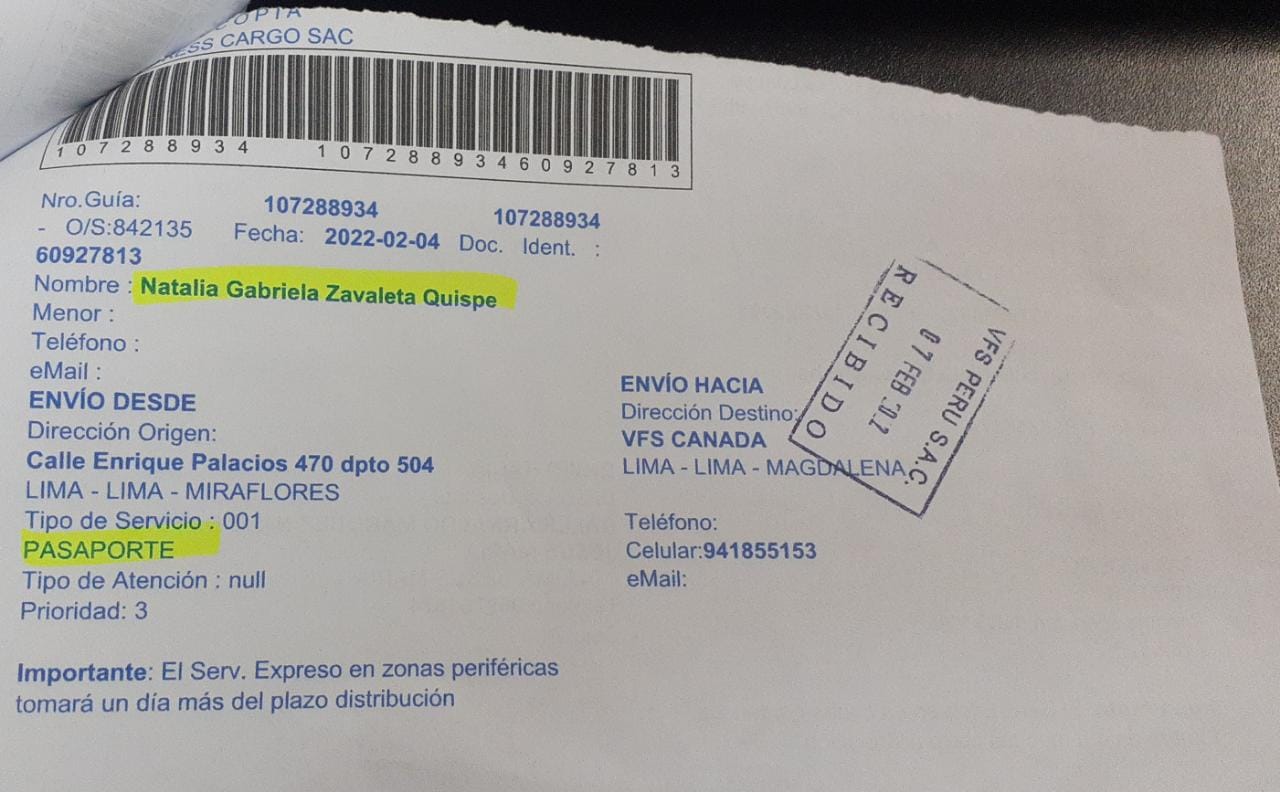 COPIA
CARGO SAC
107288934 10728893460927813
Nro.Guía: 107288934 107288934
- O/S:842135 Fecha: 2022-02-04 Doc. Ident. :
60927813
Nombre : Natalia Gabriela Zavaleta Quispe
Menor :
Teléfono :
eMail :
ENVÍO DESDE
Dirección Origen:
Calle Enrique Palacios 470 dpto 504
LIMA - LIMA - MIRAFLORES
Tipo de Servicio : 001
PASAPORTE
Tipo de Atención : null
Prioridad: 3
ENVÍO HACIA
Dirección Destino:
VFS CANADA
LIMA - LIMA - MAGDALENA
Teléfono:
Celular:941855153
eMail:
VFS PERU S.A.C.
07 FEB
RECIBIDO
Importante: El Serv. Expreso en zonas periféricas
tomará un día más del plazo distribución